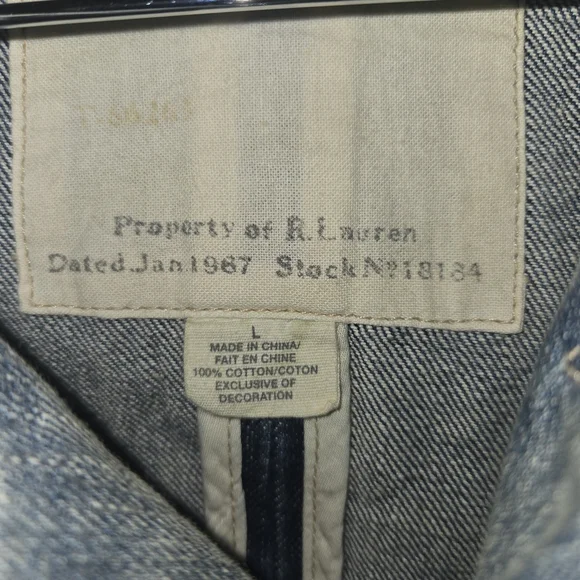 Property of R. Lauren
Dated Jan 1967 Stock Nº 18184
L
MADE IN CHINA/
FAIT EN CHINE
100% COTTON/COTON
EXCLUSIVE OF
DECORATION